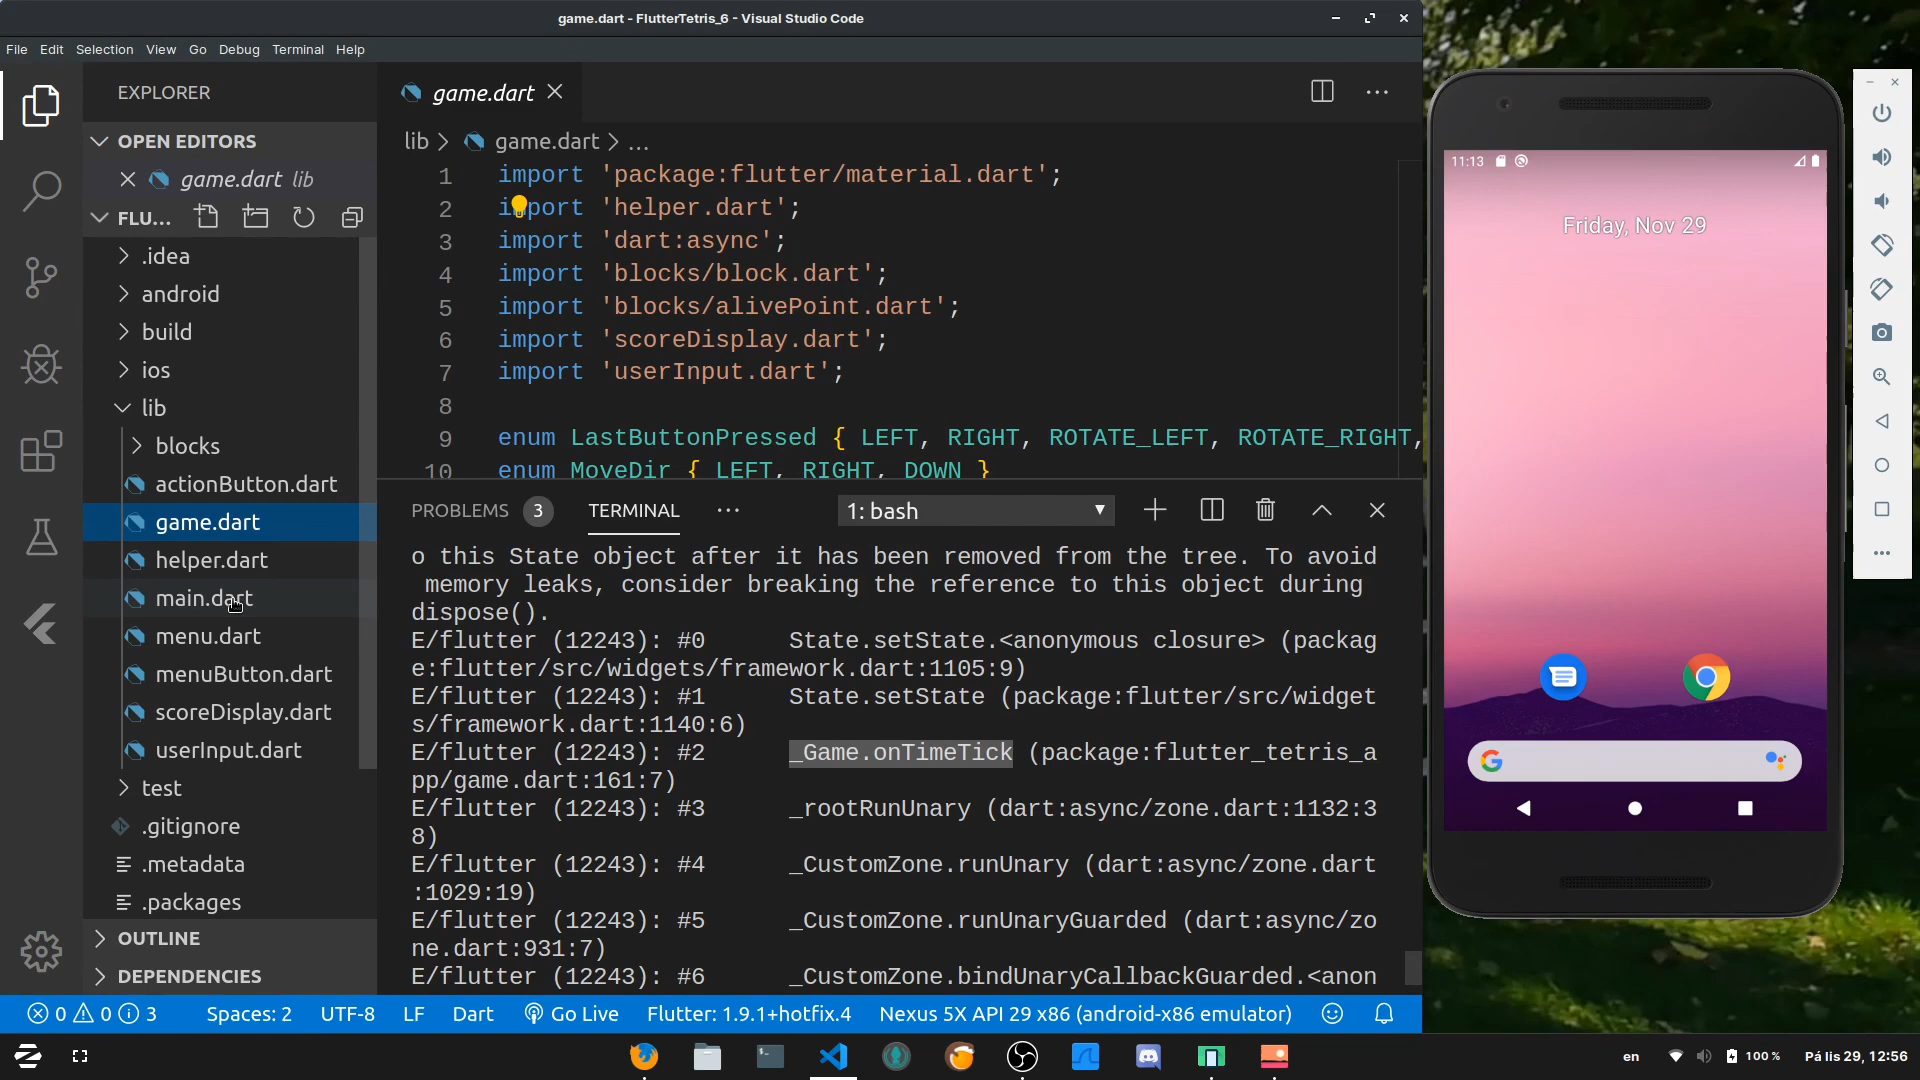 game.dart - FlutterTetris_6 - Visual Studio Code
File Edit Selection View Go Debug Terminal Help
EXPLORER
OPEN EDITORS
game.dart lib
FLU...
.idea
android
build
ios
lib
blocks
actionButton.dart
game.dart
helper.dart
main.dart
menu.dart
menuButton.dart
scoreDisplay.dart
userInput.dart
test
.gitignore
.metadata
.packages
OUTLINE
DEPENDENCIES
game.dart
lib > game.dart > ...
1 import 'package:flutter/material.dart';
2 import 'helper.dart';
3 import 'dart:async';
4 import 'blocks/block.dart';
5 import 'blocks/alivePoint.dart';
6 import 'scoreDisplay.dart';
7 import 'userInput.dart';
8
9 enum LastButtonPressed { LEFT, RIGHT, ROTATE_LEFT, ROTATE_RIGHT,
10 enum MoveDir { LEFT, RIGHT, DOWN }
PROBLEMS 3 TERMINAL ... 1: bash
o this State object after it has been removed from the tree. To avoid
memory leaks, consider breaking the reference to this object during
dispose().
E/flutter (12243): #0      State.setState.<anonymous closure> (packag
e:flutter/src/widgets/framework.dart:1105:9)
E/flutter (12243): #1      State.setState (package:flutter/src/widget
s/framework.dart:1140:6)
E/flutter (12243): #2      _Game.onTimeTick (package:flutter_tetris_a
pp/game.dart:161:7)
E/flutter (12243): #3      _rootRunUnary (dart:async/zone.dart:1132:3
8)
E/flutter (12243): #4      _CustomZone.runUnary (dart:async/zone.dart
:1029:19)
E/flutter (12243): #5      _CustomZone.runUnaryGuarded (dart:async/zo
ne.dart:931:7)
E/flutter (12243): #6      _CustomZone.bindUnaryCallbackGuarded.<anon
0 0 3 Spaces: 2 UTF-8 LF Dart Go Live Flutter: 1.9.1+hotfix.4 Nexus 5X API 29 x86 (android-x86 emulator)
11:13
Friday, Nov 29
en 100 % Pá lis 29, 12:56